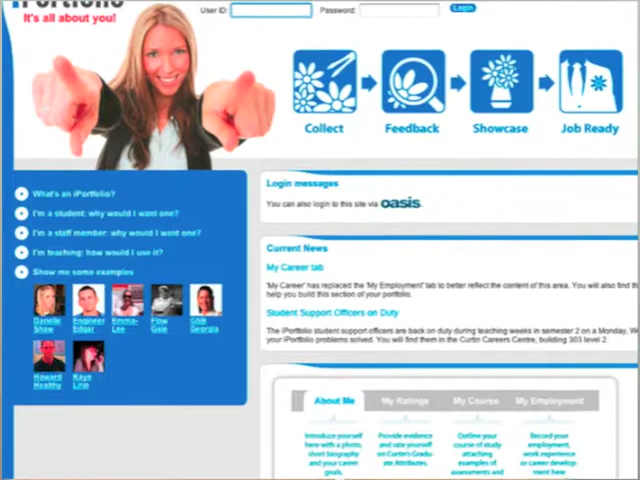 iPortfolio
It's all about you!
User ID:
Password:
Login
Collect
Feedback
Showcase
Job Ready
What's an iPortfolio?
I'm a student: why would I want one?
I'm a staff member: why would I want one?
I'm teaching: how would I use it?
Show me some examples
Danelle Shaw
Engineer Edgar
Emma-Lee
Flow Gale
Georgia
Howard Healthy
Kaye
Login messages
You can also login to this site via oasis.
Current News
My Career tab
'My Career' has replaced the 'My Employment' tab to better reflect the content of this area. You will also find th
help you build this section of your portfolio.
Student Support Officers on Duty
The iPortfolio student support officers are back on duty during teaching weeks in semester 2 on a Monday, W
your iPortfolio problems solved. You will find them in the Curtin Careers Centre, building 303 level 2.
About Me
My Ratings
My Course
My Employment
Introduce yourself
here with a photo,
short biography
and your career
goals.
Provide evidence
and rate yourself
on Curtin's Gradu-
ate Attributes.
Outline your
course of study
attaching
examples of
assessments and
Record your
employment,
work experience
or career develop-
ment here